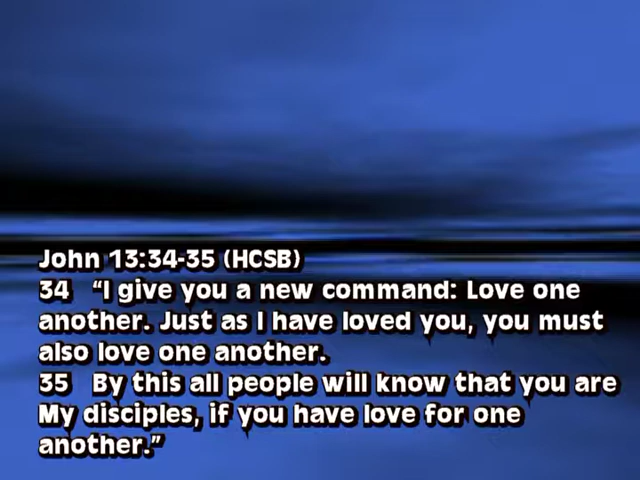 John 13:34-35 (HCSB)
34 “I give you a new command: Love one
another. Just as I have loved you, you must
also love one another.
35 By this all people will know that you are
My disciples, if you have love for one
another.”